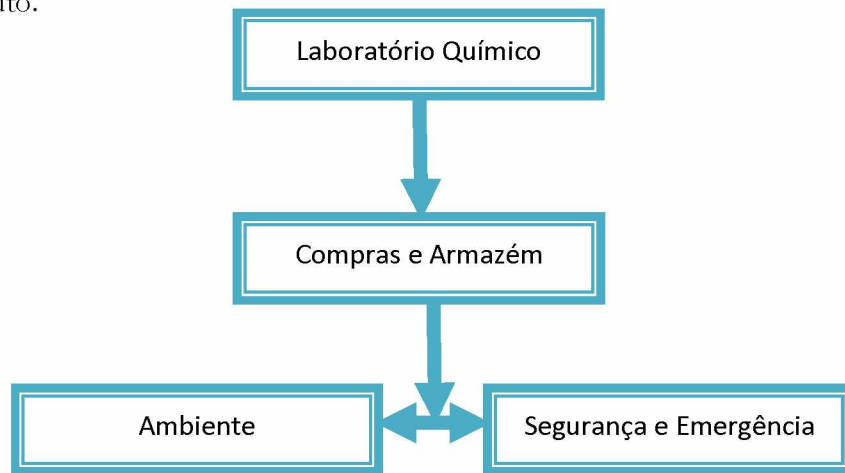 Laboratório Químico
Compras e Armazém
Ambiente
Segurança e Emergência